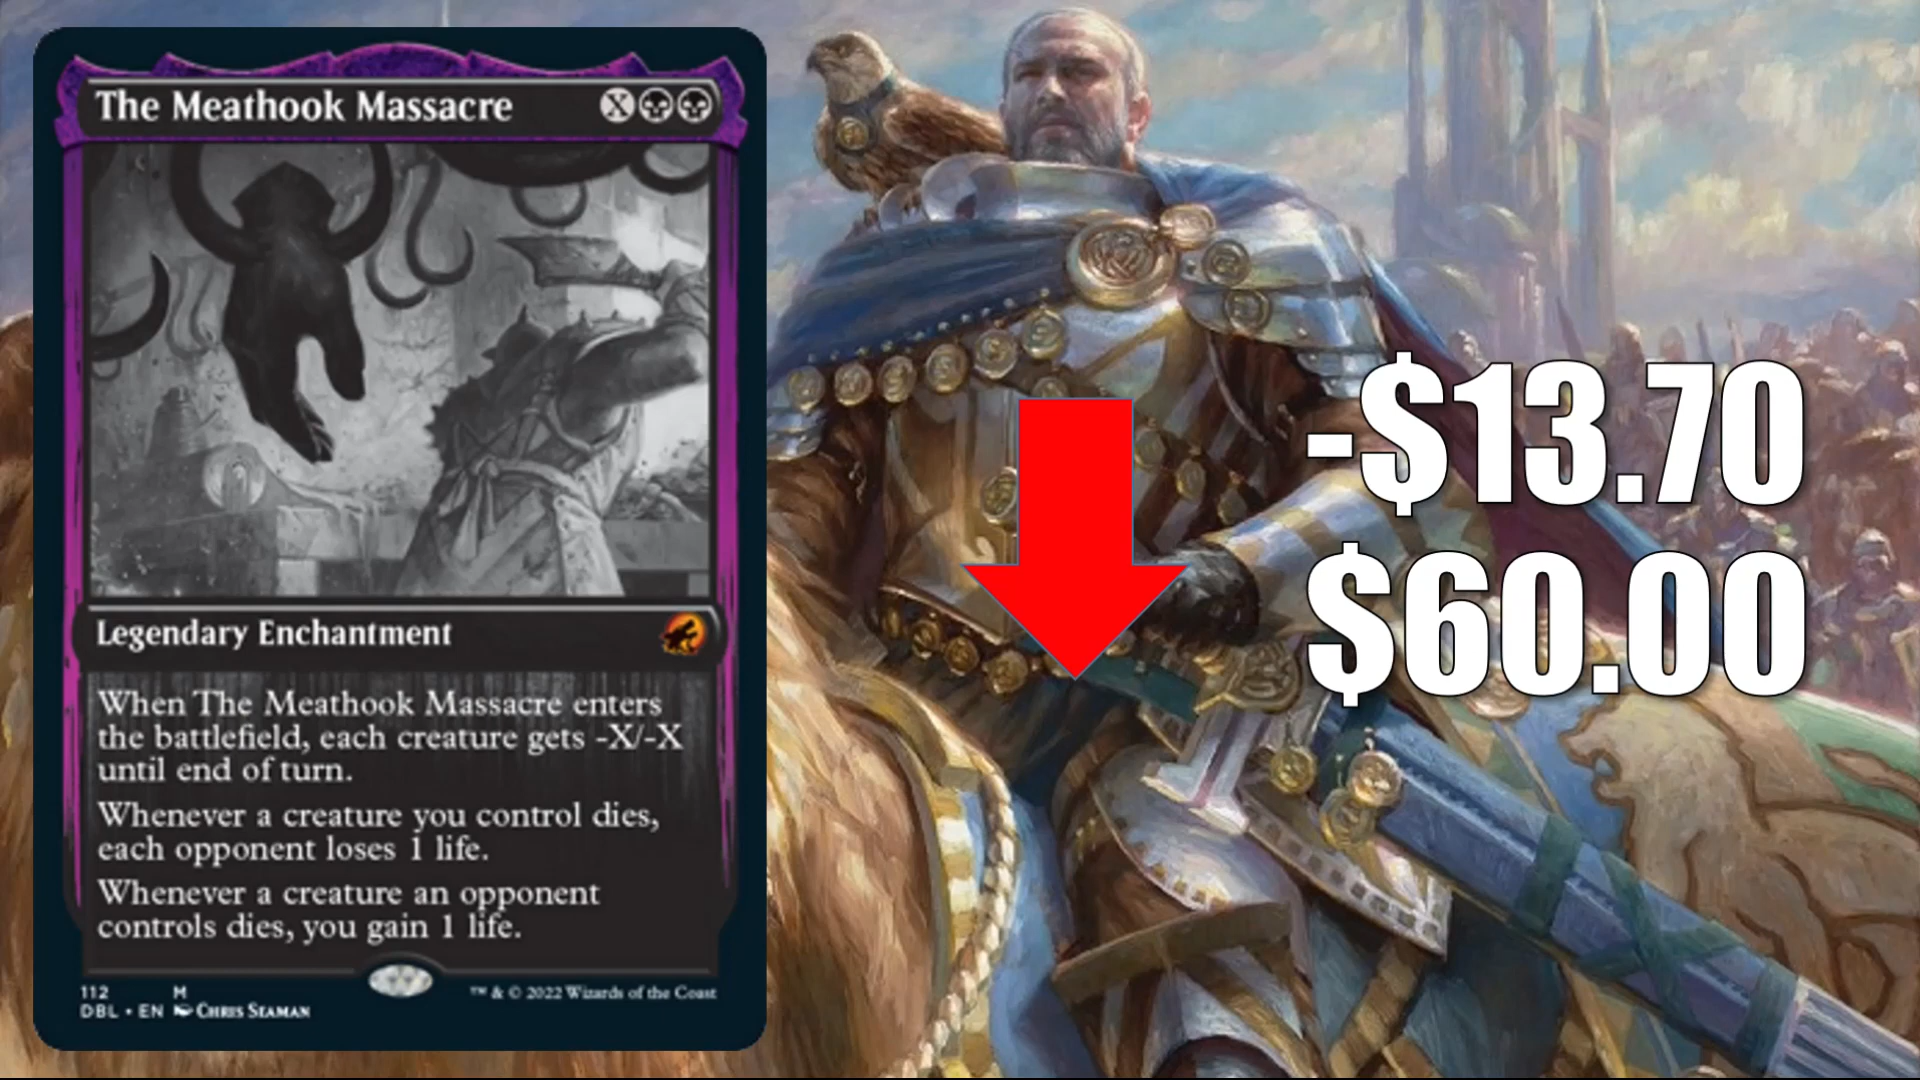 The Meathook Massacre X
Legendary Enchantment
When The Meathook Massacre enters
the battlefield, each creature gets -X/-X
until end of turn.
Whenever a creature you control dies,
each opponent loses 1 life.
Whenever a creature an opponent
controls dies, you gain 1 life.
112 M
DBL • EN Chris Seaman
™ & © 2022 Wizards of the Coast
-$13.70
$60.00